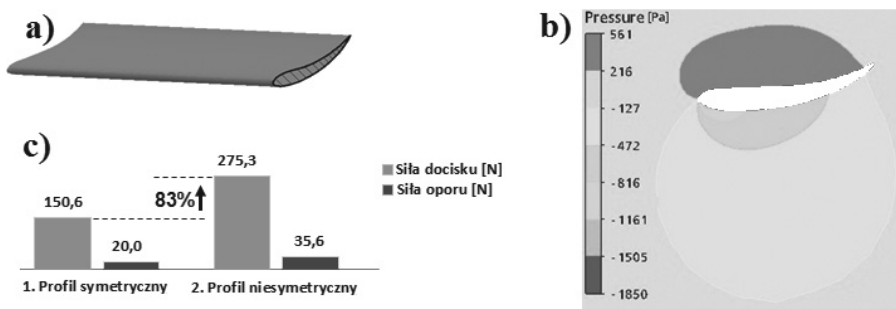 a)
b)
Pressure [Pa]
561
216
-127
-472
-816
-1161
-1505
-1850
c)
275,3
150,6
83%
20,0
35,6
Siła docisku [N]
Siła oporu [N]
1. Profil symetryczny
2. Profil niesymetryczny